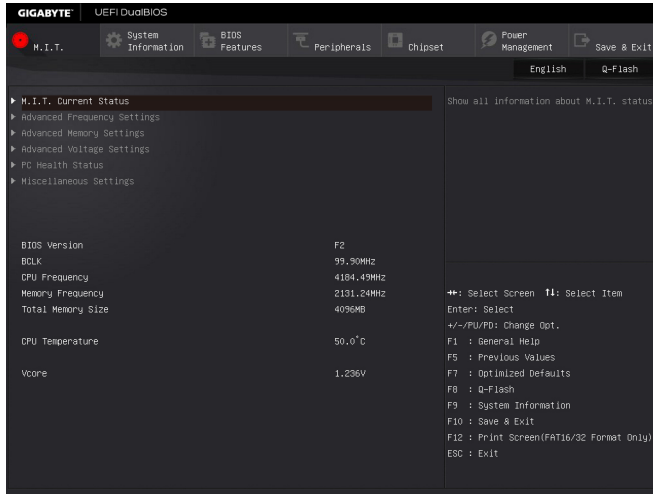 GIGABYTE™ UEFI DualBIOS
M.I.T. System Information BIOS Features Peripherals Chipset Power Management Save & Exit
English Q-Flash
M.I.T. Current Status
Show all information about M.I.T. status
Advanced Frequency Settings
Advanced Memory Settings
Advanced Voltage Settings
PC Health Status
Miscellaneous Settings
BIOS Version F2
BCLK 99.90MHz
CPU Frequency 4184.49MHz
Memory Frequency 2131.24MHz
Total Memory Size 4096MB
CPU Temperature 50.0°C
Vcore 1.236V
→←: Select Screen ↑↓: Select Item
Enter: Select
+/-/PU/PD: Change Opt.
F1 : General Help
F5 : Previous Values
F7 : Optimized Defaults
F8 : Q-Flash
F9 : System Information
F10 : Save & Exit
F12 : Print Screen(FAT16/32 Format Only)
ESC : Exit